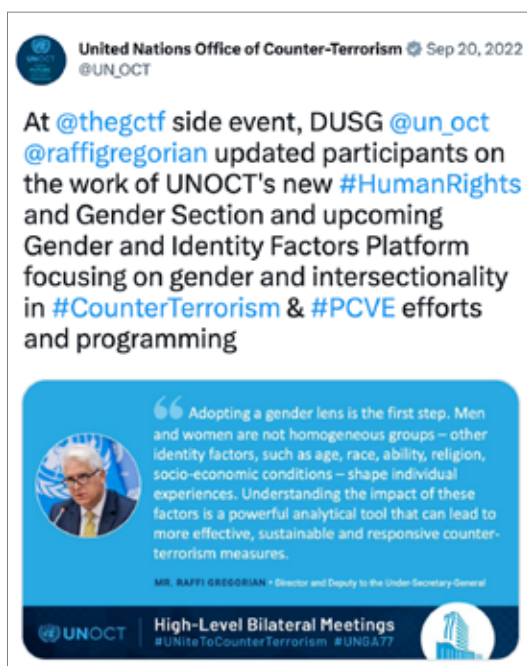 United Nations Office of Counter-Terrorism Sep 20, 2022
@UN_OCT
At @thegctf side event, DUSG @un_oct
@raffigregorian updated participants on
the work of UNOCT's new #HumanRights
and Gender Section and upcoming
Gender and Identity Factors Platform
focusing on gender and intersectionality
in #CounterTerrorism & #PCVE efforts
and programming
“ Adopting a gender lens is the first step. Men
and women are not homogeneous groups – other
identity factors, such as age, race, ability, religion,
socio-economic conditions – shape individual
experiences. Understanding the impact of these
factors is a powerful analytical tool that can lead to
more effective, sustainable and responsive counter-
terrorism measures.
MR. RAFFI GREGORIAN • Director and Deputy to the Under-Secretary-General
UNOCT
High-Level Bilateral Meetings
#UNiteToCounterTerrorism #UNGA77